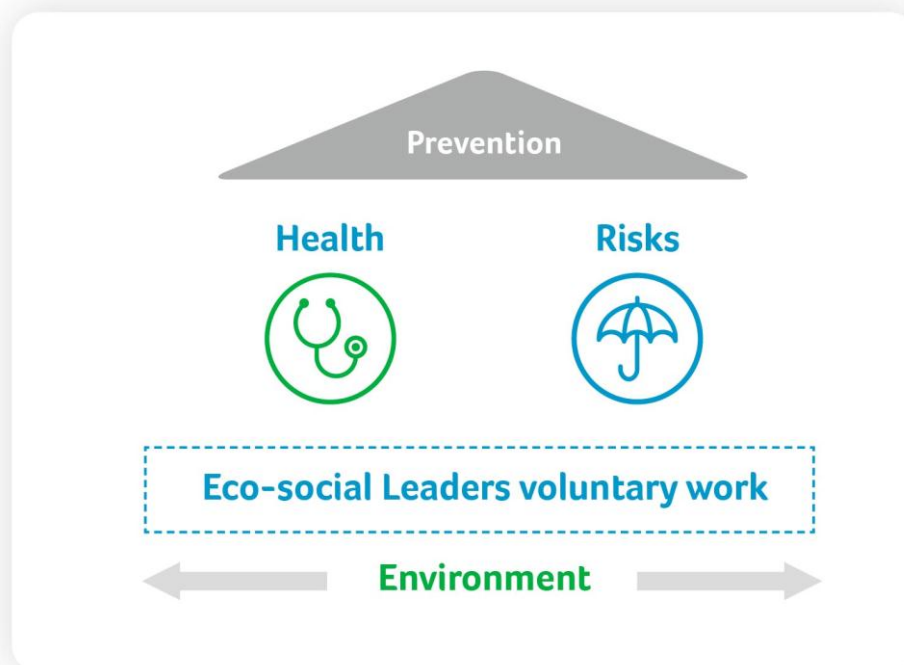 Prevention
Health
Risks
Eco-social Leaders voluntary work
Environment